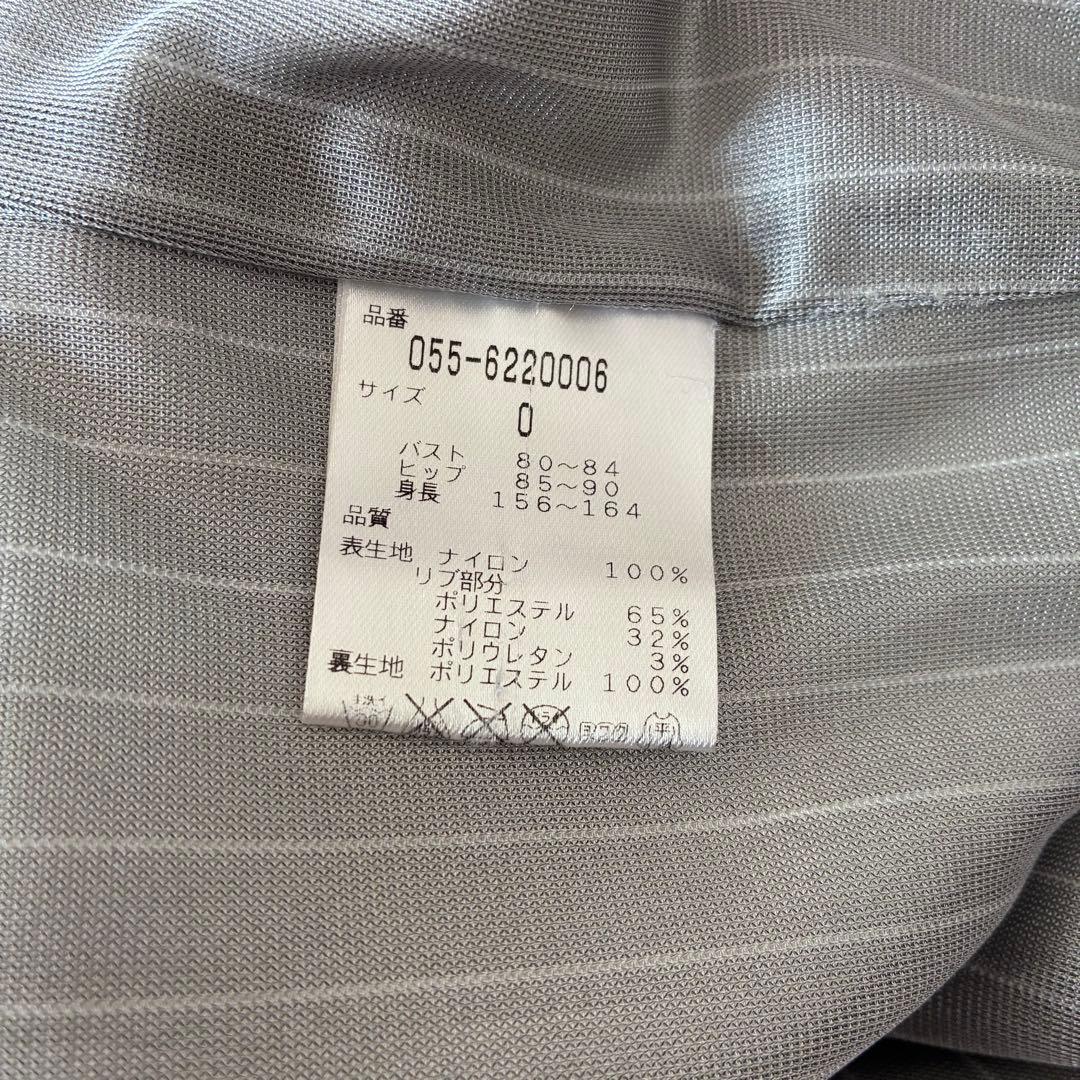 品番
055-6220006
サイズ
0
バスト 80～84
ヒップ 85～90
身長 156～164
品質
表生地 ナイロン 100%
リブ部分
ポリエステル 65%
ナイロン 32%
ポリウレタン 3%
裏生地 ポリエステル 100%
平